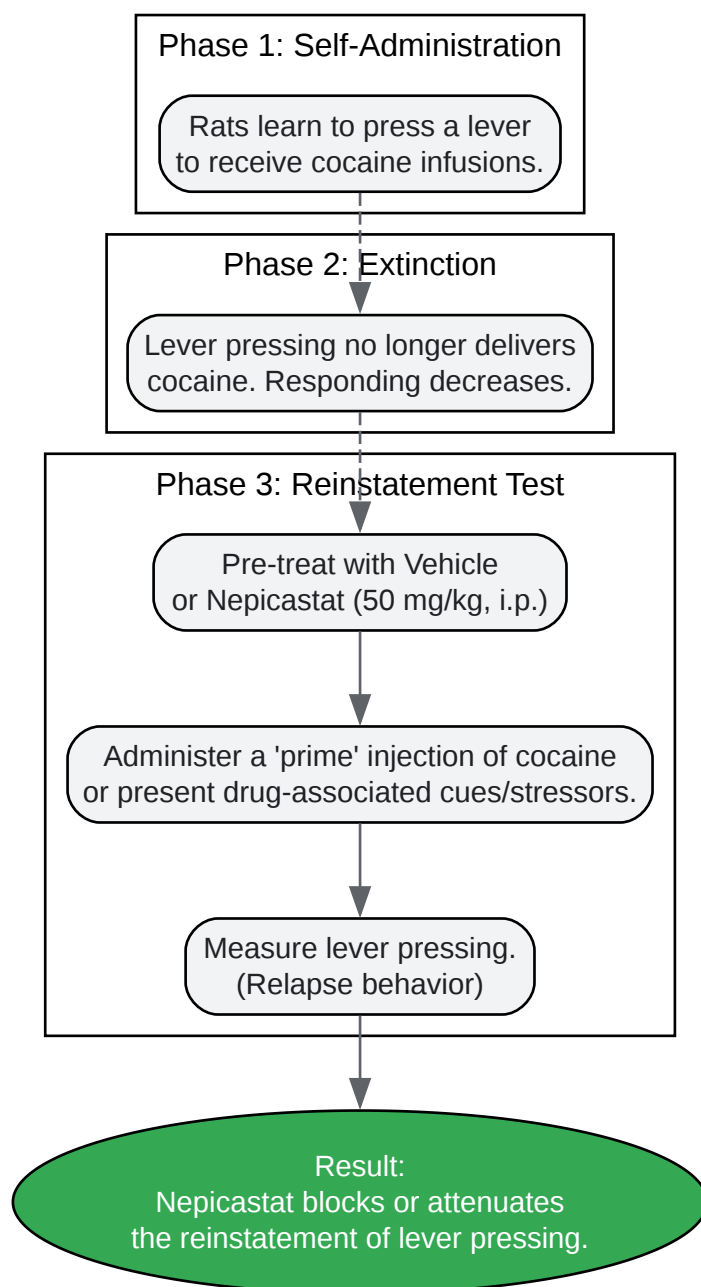 Phase 1: Self-Administration
Rats learn to press a lever
to receive cocaine infusions.
Phase 2: Extinction
Lever pressing no longer delivers
cocaine. Responding decreases.
Phase 3: Reinstatement Test
Pre-treat with Vehicle
or Nepicastat (50 mg/kg, i.p.)
Administer a 'prime' injection of cocaine
or present drug-associated cues/stressors.
Measure lever pressing.
(Relapse behavior)
Result:
Nepicastat blocks or attenuates
the reinstatement of lever pressing.